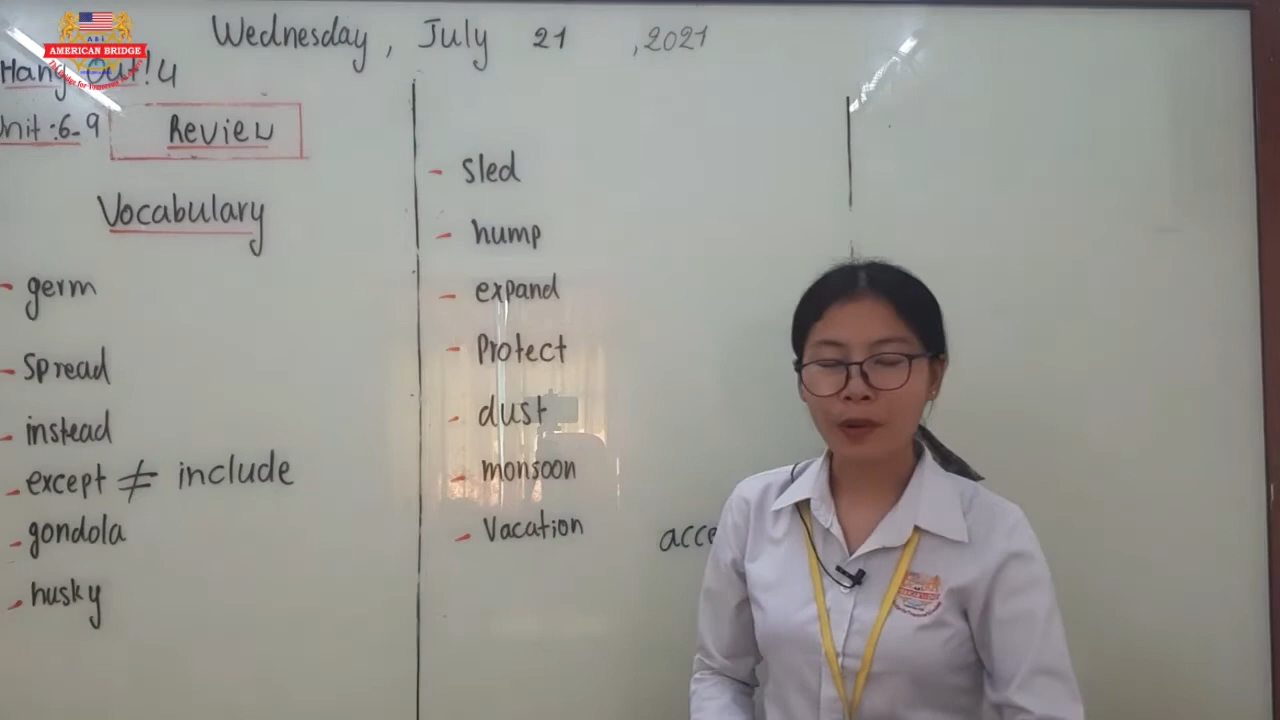 Wednesday, July 21, 2021
ABI
AMERICAN BRIDGE
Hang Out! 4
Unit: 6-9
Review
Vocabulary
- germ
- spread
- instead
- except ≠ include
- gondola
- husky
- sled
- hump
- expand
- Protect
- dust
- monsoon
- Vacation